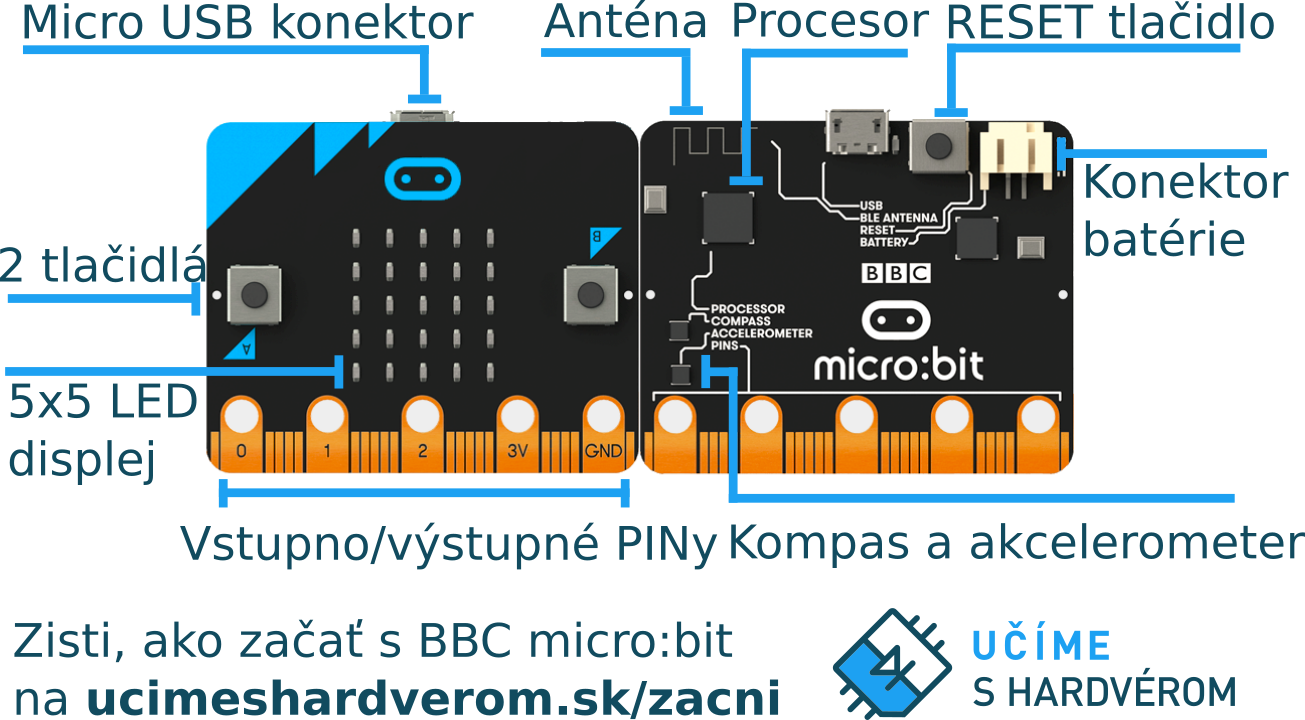 Micro USB konektor
Anténa
Procesor
RESET tlačidlo
Konektor
batérie
2 tlačidlá
5x5 LED
displej
B
A
0
1
2
3V
GND
USB
BLE ANTENNA
RESET
BATTERY
BBC
PROCESSOR
COMPASS
ACCELEROMETER
PINS
micro:bit
Vstupno/výstupné PINy
Kompas a akcelerometer
Zisti, ako začať s BBC micro:bit
na ucimeshardverom.sk/zacni
UČÍME
S HARDVÉROM